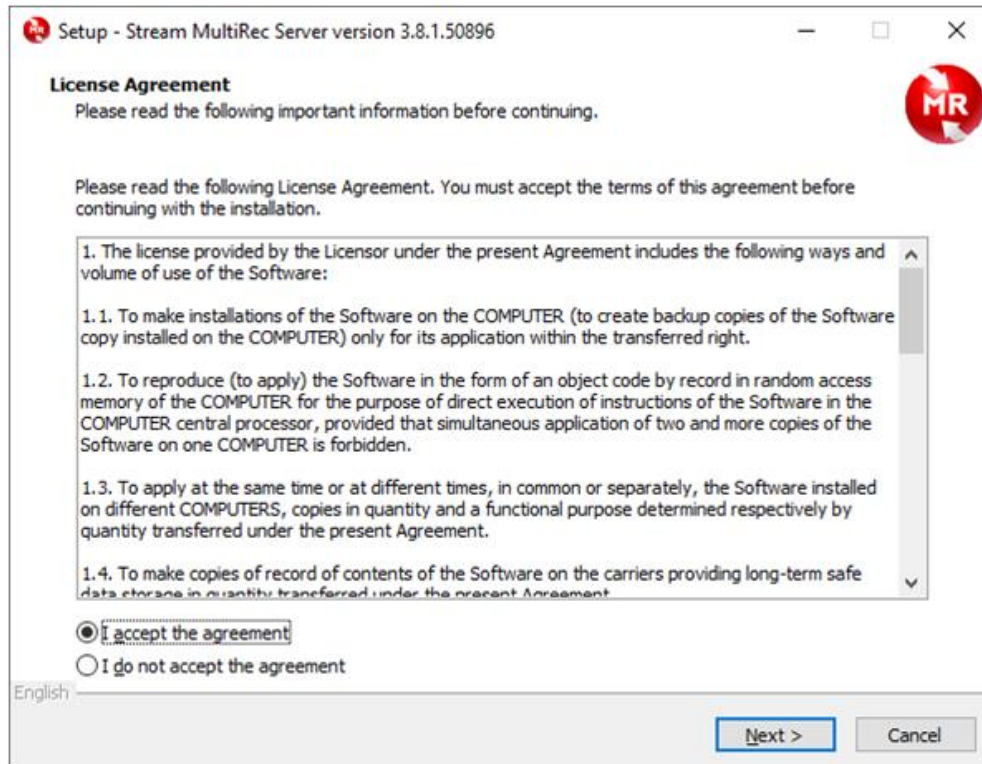 Setup - Stream MultiRec Server version 3.8.1.50896
License Agreement
Please read the following important information before continuing.
MR
Please read the following License Agreement. You must accept the terms of this agreement before
continuing with the installation.
1. The license provided by the Licensor under the present Agreement includes the following ways and
volume of use of the Software:
1.1. To make installations of the Software on the COMPUTER (to create backup copies of the Software
copy installed on the COMPUTER) only for its application within the transferred right.
1.2. To reproduce (to apply) the Software in the form of an object code by record in random access
memory of the COMPUTER for the purpose of direct execution of instructions of the Software in the
COMPUTER central processor, provided that simultaneous application of two and more copies of the
Software on one COMPUTER is forbidden.
1.3. To apply at the same time or at different times, in common or separately, the Software installed
on different COMPUTERS, copies in quantity and a functional purpose determined respectively by
quantity transferred under the present Agreement.
1.4. To make copies of record of contents of the Software on the carriers providing long-term safe
data storage in quantity transferred under the present Agreement
I accept the agreement
I do not accept the agreement
English
Next >
Cancel